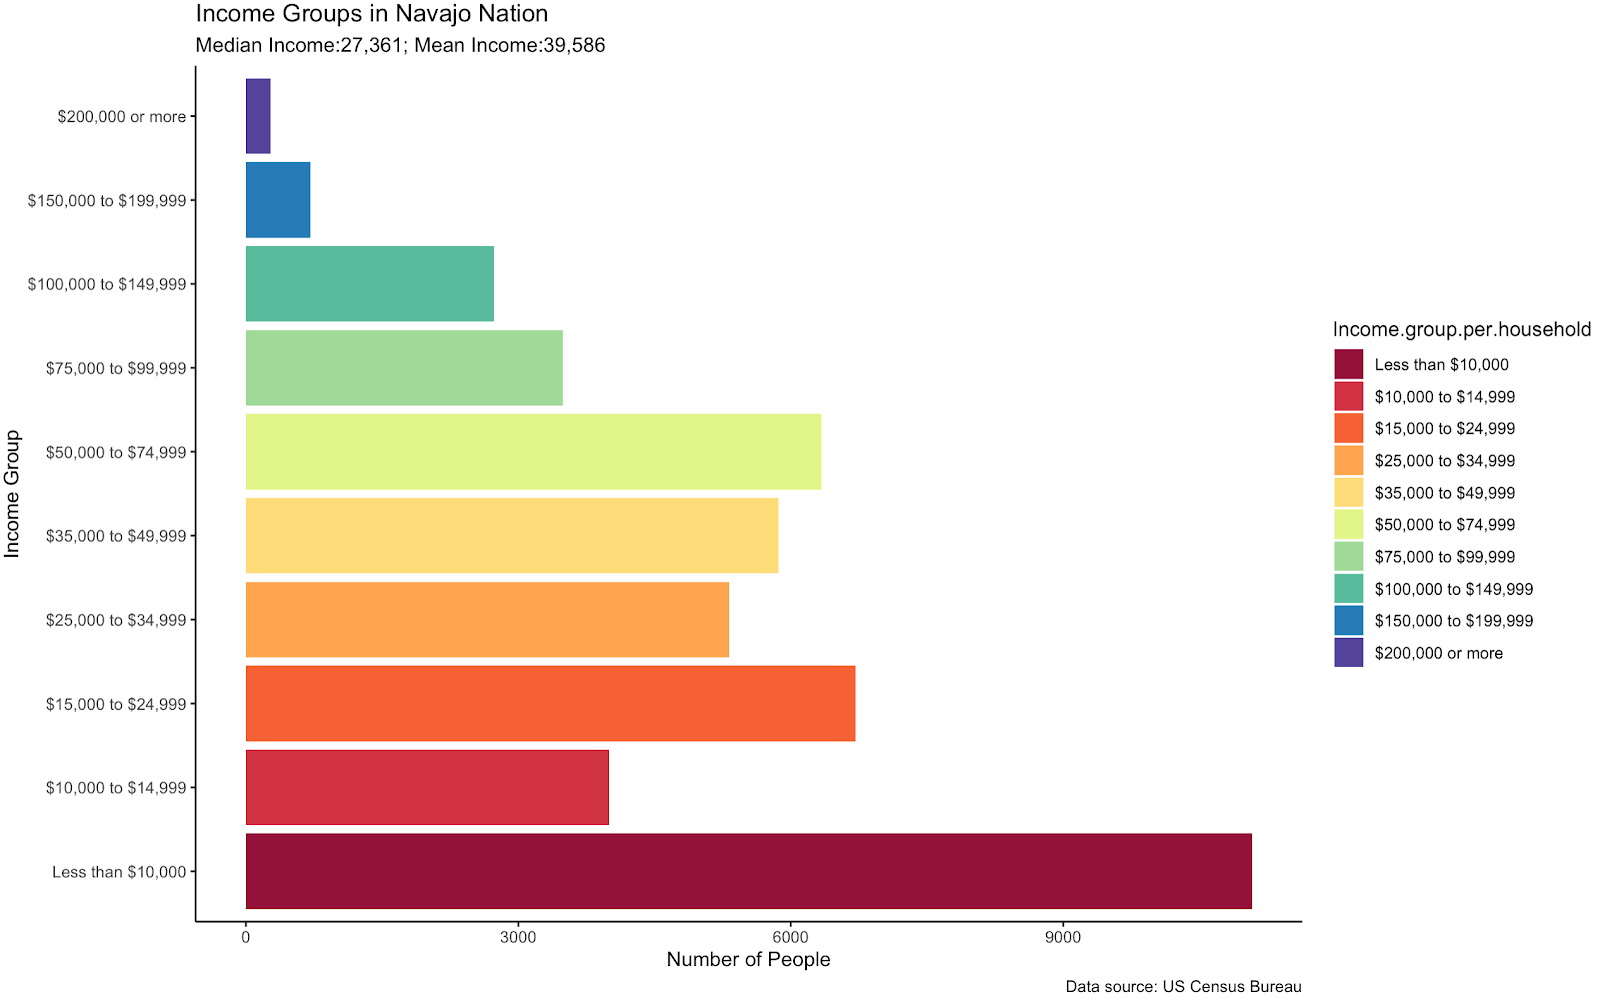 Income Groups in Navajo Nation
Median Income:27,361; Mean Income:39,586
Income Group
$200,000 or more
$150,000 to $199,999
$100,000 to $149,999
$75,000 to $99,999
$50,000 to $74,999
$35,000 to $49,999
$25,000 to $34,999
$15,000 to $24,999
$10,000 to $14,999
Less than $10,000
0 3000 6000 9000
Number of People
Income.group.per.household
Less than $10,000
$10,000 to $14,999
$15,000 to $24,999
$25,000 to $34,999
$35,000 to $49,999
$50,000 to $74,999
$75,000 to $99,999
$100,000 to $149,999
$150,000 to $199,999
$200,000 or more
Data source: US Census Bureau